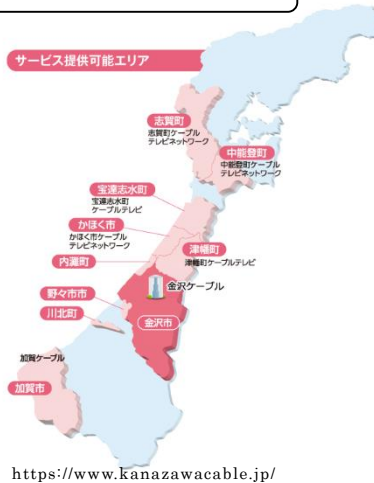 サービス提供可能エリア
志賀町
志賀町ケーブル
テレビネットワーク
中能登町
中能登町ケーブル
テレビネットワーク
宝達志水町
宝達志水町
ケーブルテレビ
かほく市
かほく市ケーブル
テレビネットワーク
津幡町
津幡町ケーブルテレビ
内灘町
金沢ケーブル
野々市市
川北町
金沢市
加賀ケーブル
加賀市
https://www.kanazawacable.jp/